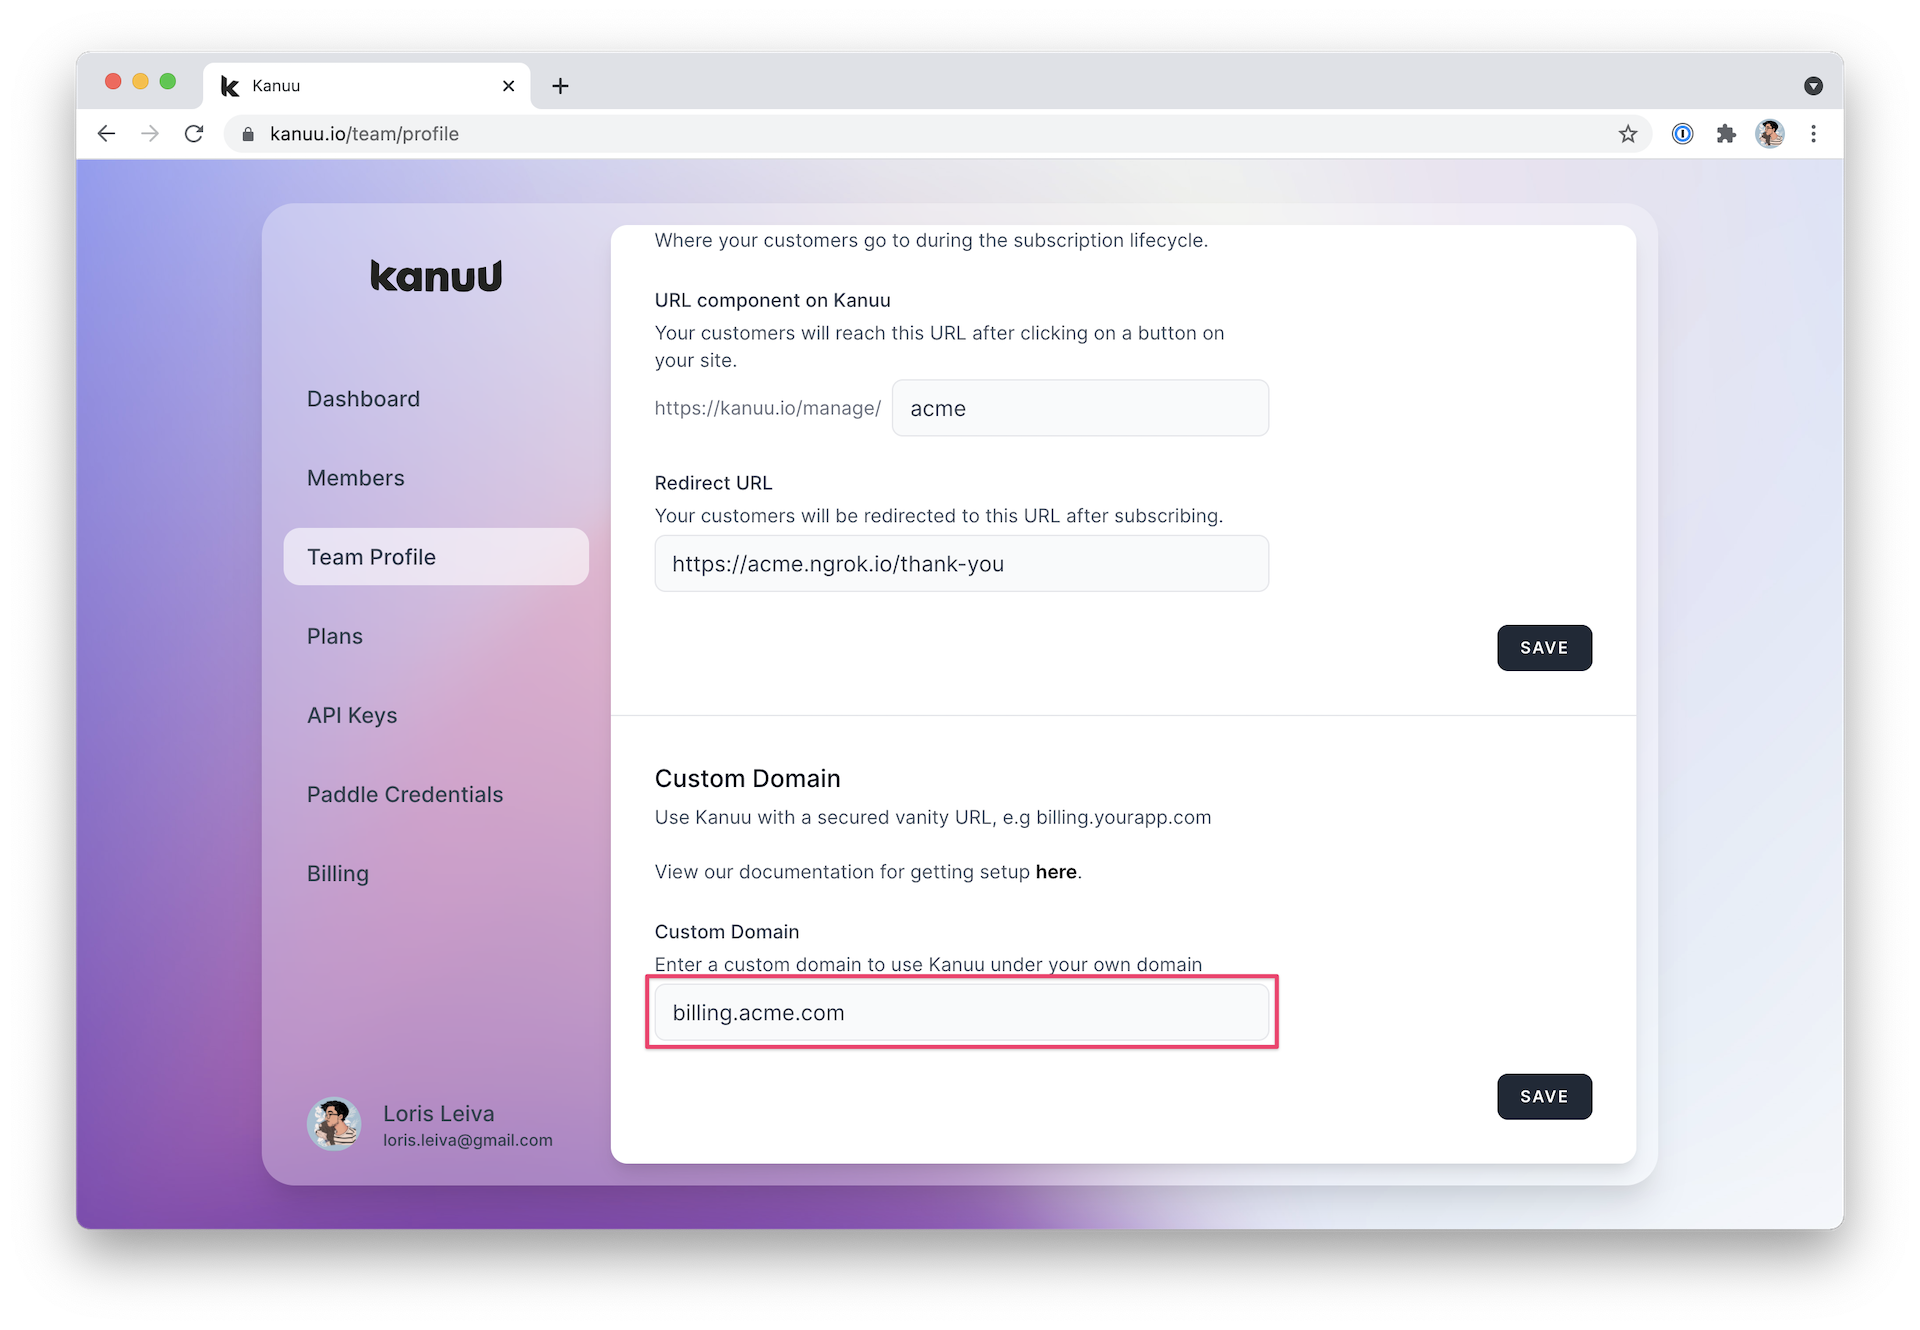 Kanuu
kanuu.io/team/profile
kanuu
Dashboard
Members
Team Profile
Plans
API Keys
Paddle Credentials
Billing
Loris Leiva
loris.leiva@gmail.com
Where your customers go to during the subscription lifecycle.
URL component on Kanuu
Your customers will reach this URL after clicking on a button on
your site.
https://kanuu.io/manage/ acme
Redirect URL
Your customers will be redirected to this URL after subscribing.
https://acme.ngrok.io/thank-you
SAVE
Custom Domain
Use Kanuu with a secured vanity URL, e.g billing.yourapp.com
View our documentation for getting setup here.
Custom Domain
Enter a custom domain to use Kanuu under your own domain
billing.acme.com
SAVE